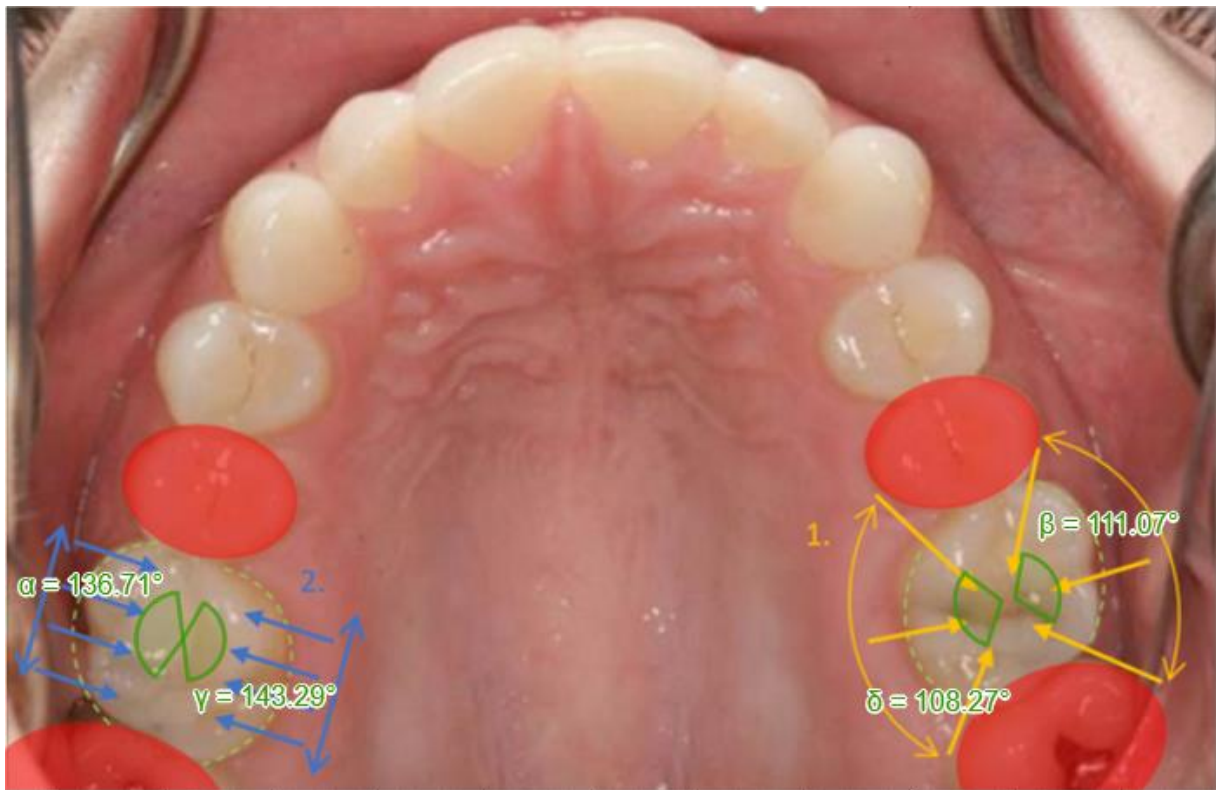 1.
β = 111.07°
α = 136.71°
2.
γ = 143.29°
δ = 108.27°